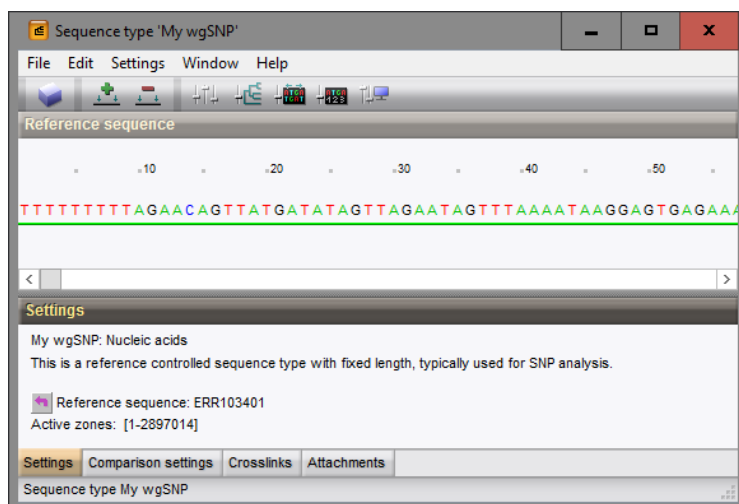 Sequence type 'My wgSNP'
File Edit Settings Window Help
Reference sequence
10 20 30 40 50
TTTTTTTTTAGAACAGTTATGATATAGTTAGAATAGTTTAAAATAAGGAGTGAGAAA
Settings
My wgSNP: Nucleic acids
This is a reference controlled sequence type with fixed length, typically used for SNP analysis.
Reference sequence: ERR103401
Active zones: [1-2897014]
Settings Comparison settings Crosslinks Attachments
Sequence type My wgSNP